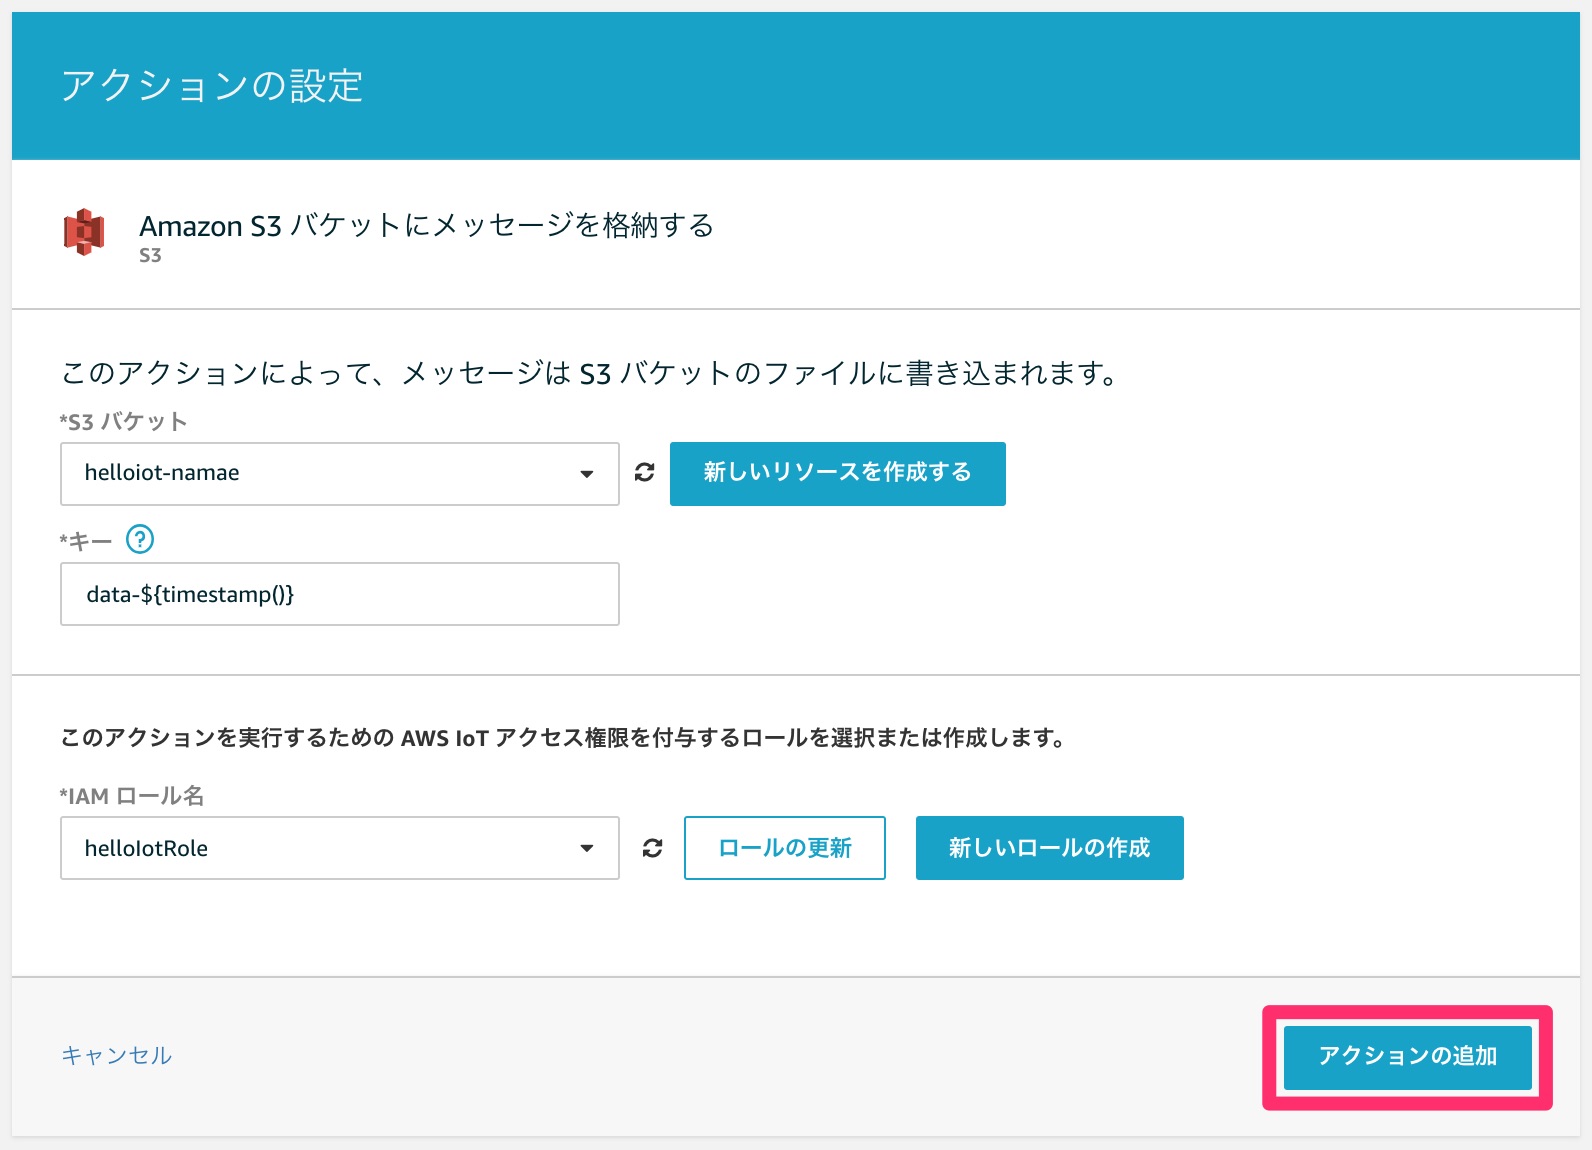 アクションの設定
Amazon S3 バケットにメッセージを格納する
S3
このアクションによって、メッセージは S3 バケットのファイルに書き込まれます。
*S3 バケット
helloiot-namae
新しいリソースを作成する
*キー ?
data-${timestamp()}
このアクションを実行するための AWS IoT アクセス権限を付与するロールを選択または作成します。
*IAM ロール名
helloIotRole
ロールの更新
新しいロールの作成
キャンセル
アクションの追加